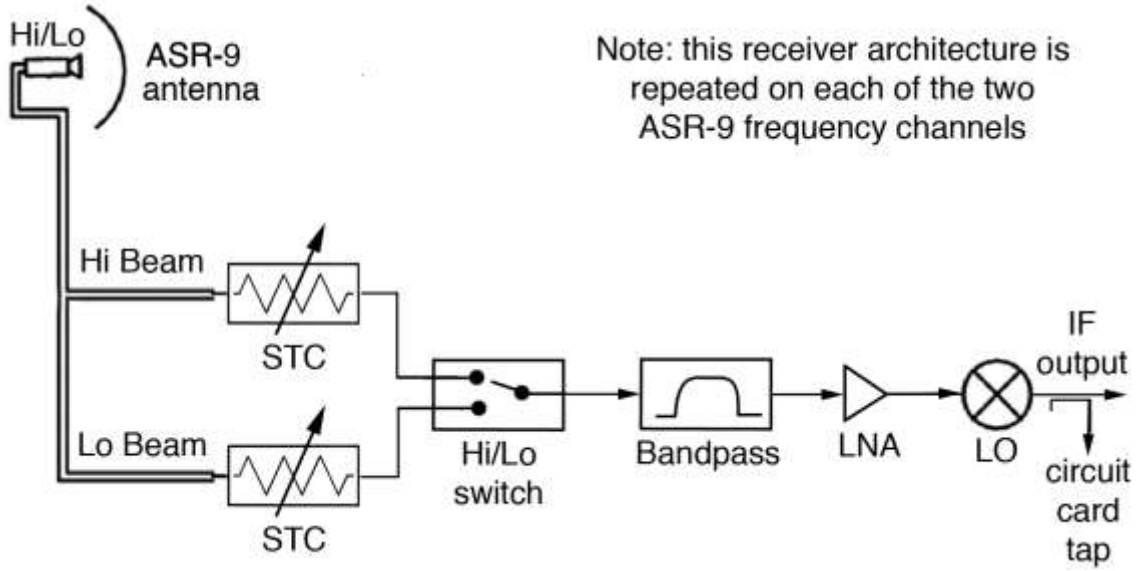 Hi/Lo
ASR-9
antenna
Note: this receiver architecture is
repeated on each of the two
ASR-9 frequency channels
Hi Beam
STC
Lo Beam
STC
Hi/Lo
switch
Bandpass
LNA
LO
IF
output
circuit
card
tap